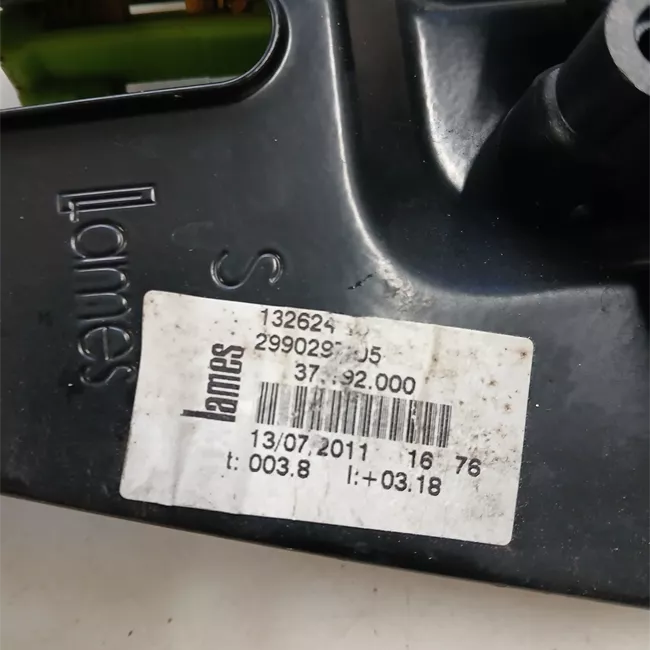 Lames
S
Lames
132624
37
92.000
13/07/2011 16 76
t: 003.8 l:+03.18